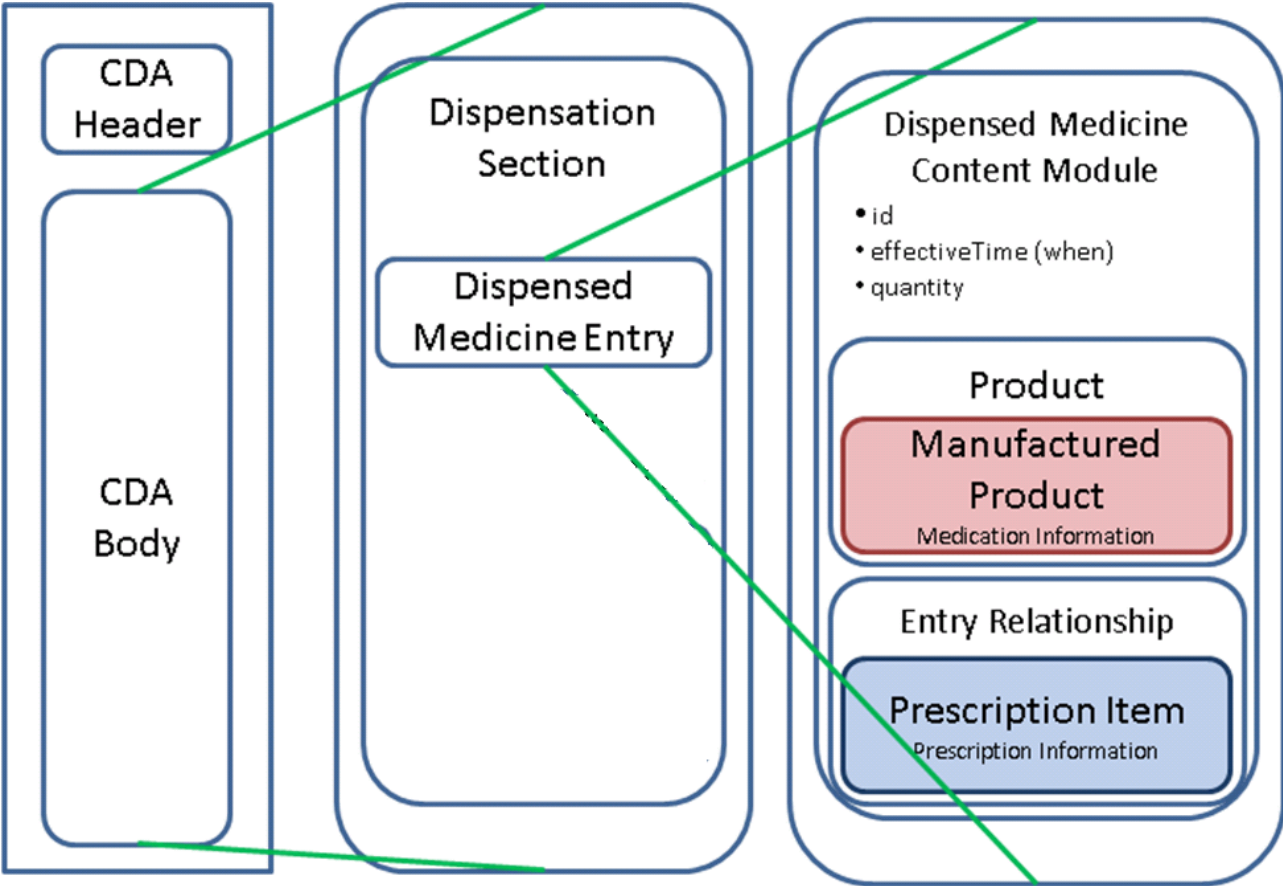 CDA
Header
CDA
Body
Dispensation
Section
Dispensed
Medicine Entry
Dispensed Medicine
Content Module
• id
• effectiveTime (when)
• quantity
Product
Manufactured
Product
Medication Information
Entry Relationship
Prescription Item
Prescription Information